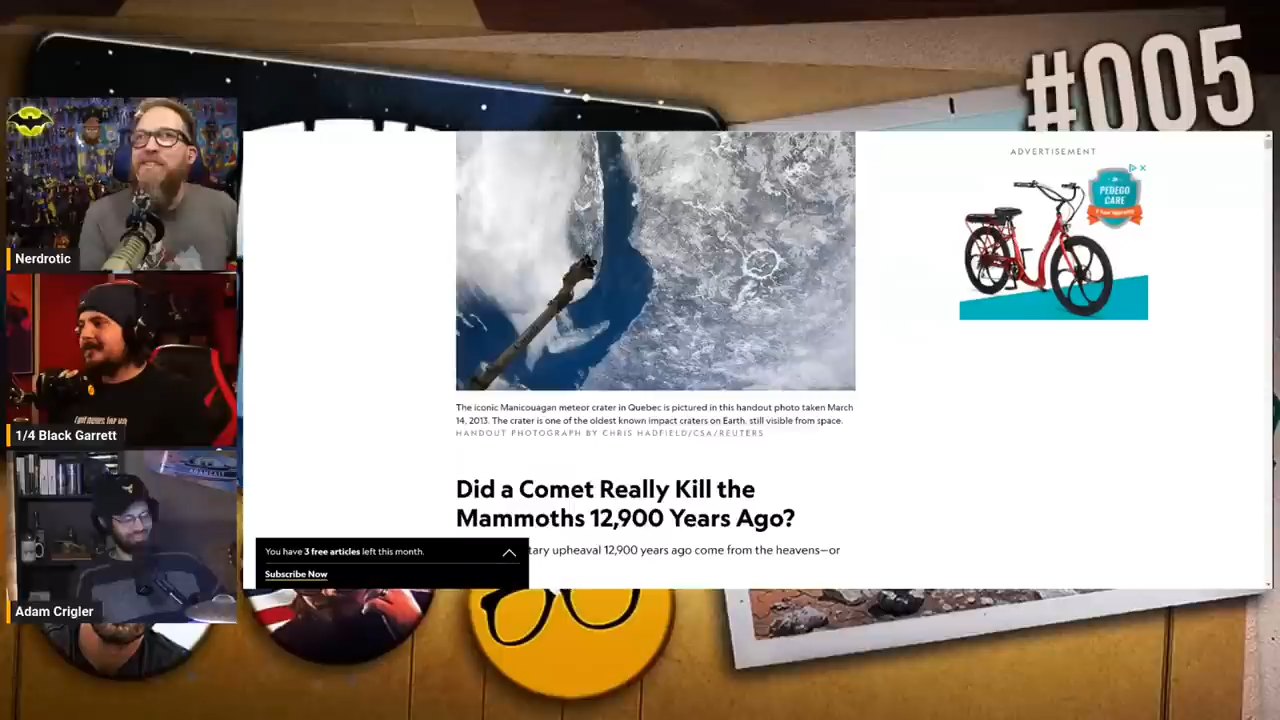 #005
Nerdrotic
1/4 Black Garrett
ARAMCAST
Adam Crigler
ADVERTISEMENT
PEDEGO
CARE
The iconic Manicouagan meteor crater in Quebec is pictured in this handout photo taken March
14, 2013. The crater is one of the oldest known impact craters on Earth, still visible from space.
HANDOUT PHOTOGRAPH BY CHRIS HADFIELD/CSA/REUTERS
Did a Comet Really Kill the
Mammoths 12,900 Years Ago?
tary upheaval 12,900 years ago come from the heavens—or
You have 3 free articles left this month.
Subscribe Now